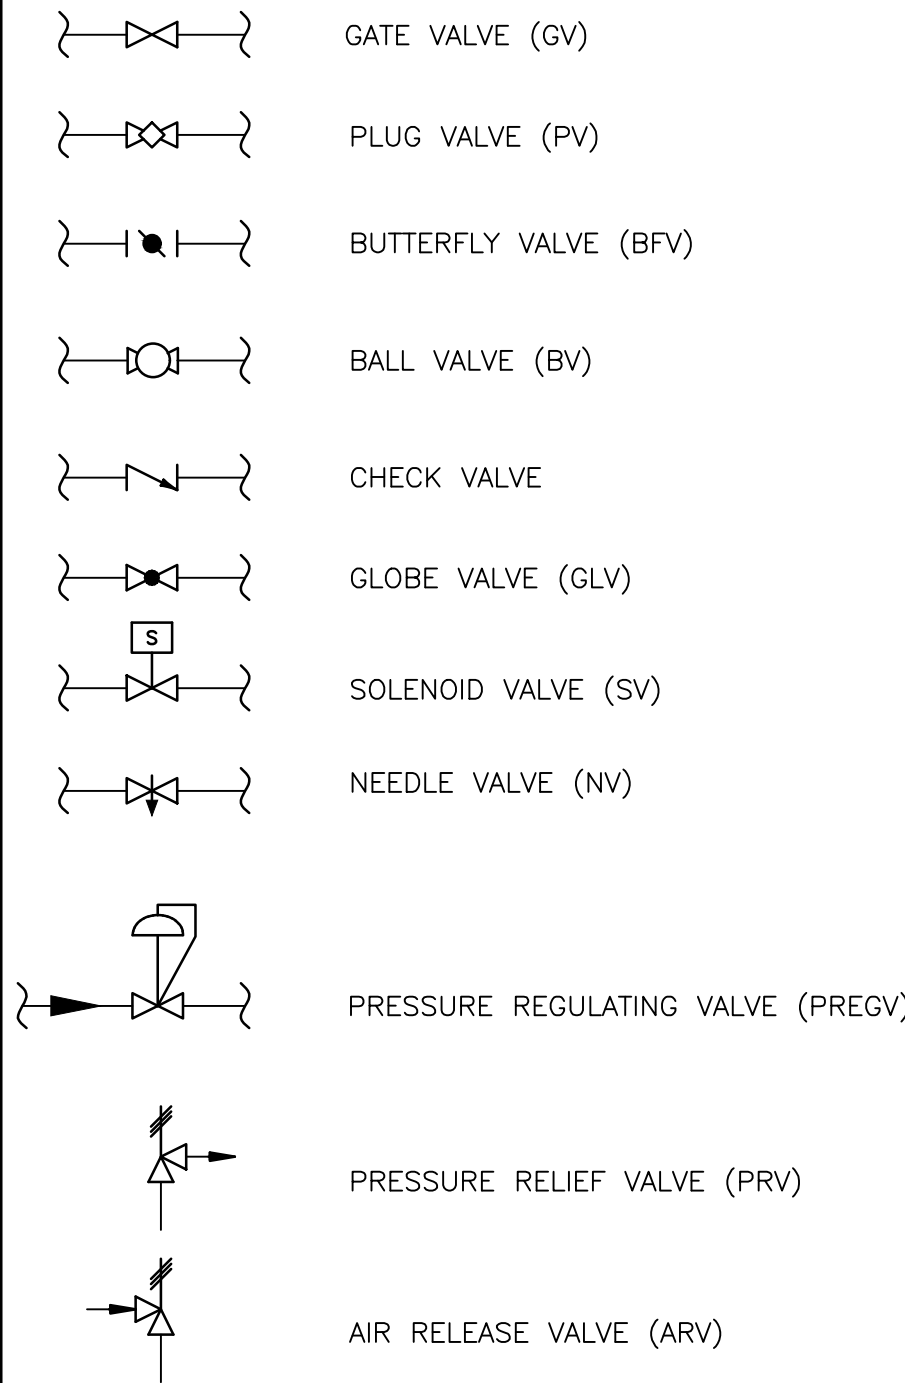 GATE VALVE (GV)
PLUG VALVE (PV)
BUTTERFLY VALVE (BFV)
BALL VALVE (BV)
CHECK VALVE
GLOBE VALVE (GLV)
S
SOLENOID VALVE (SV)
NEEDLE VALVE (NV)
PRESSURE REGULATING VALVE (PREGV)
PRESSURE RELIEF VALVE (PRV)
AIR RELEASE VALVE (ARV)